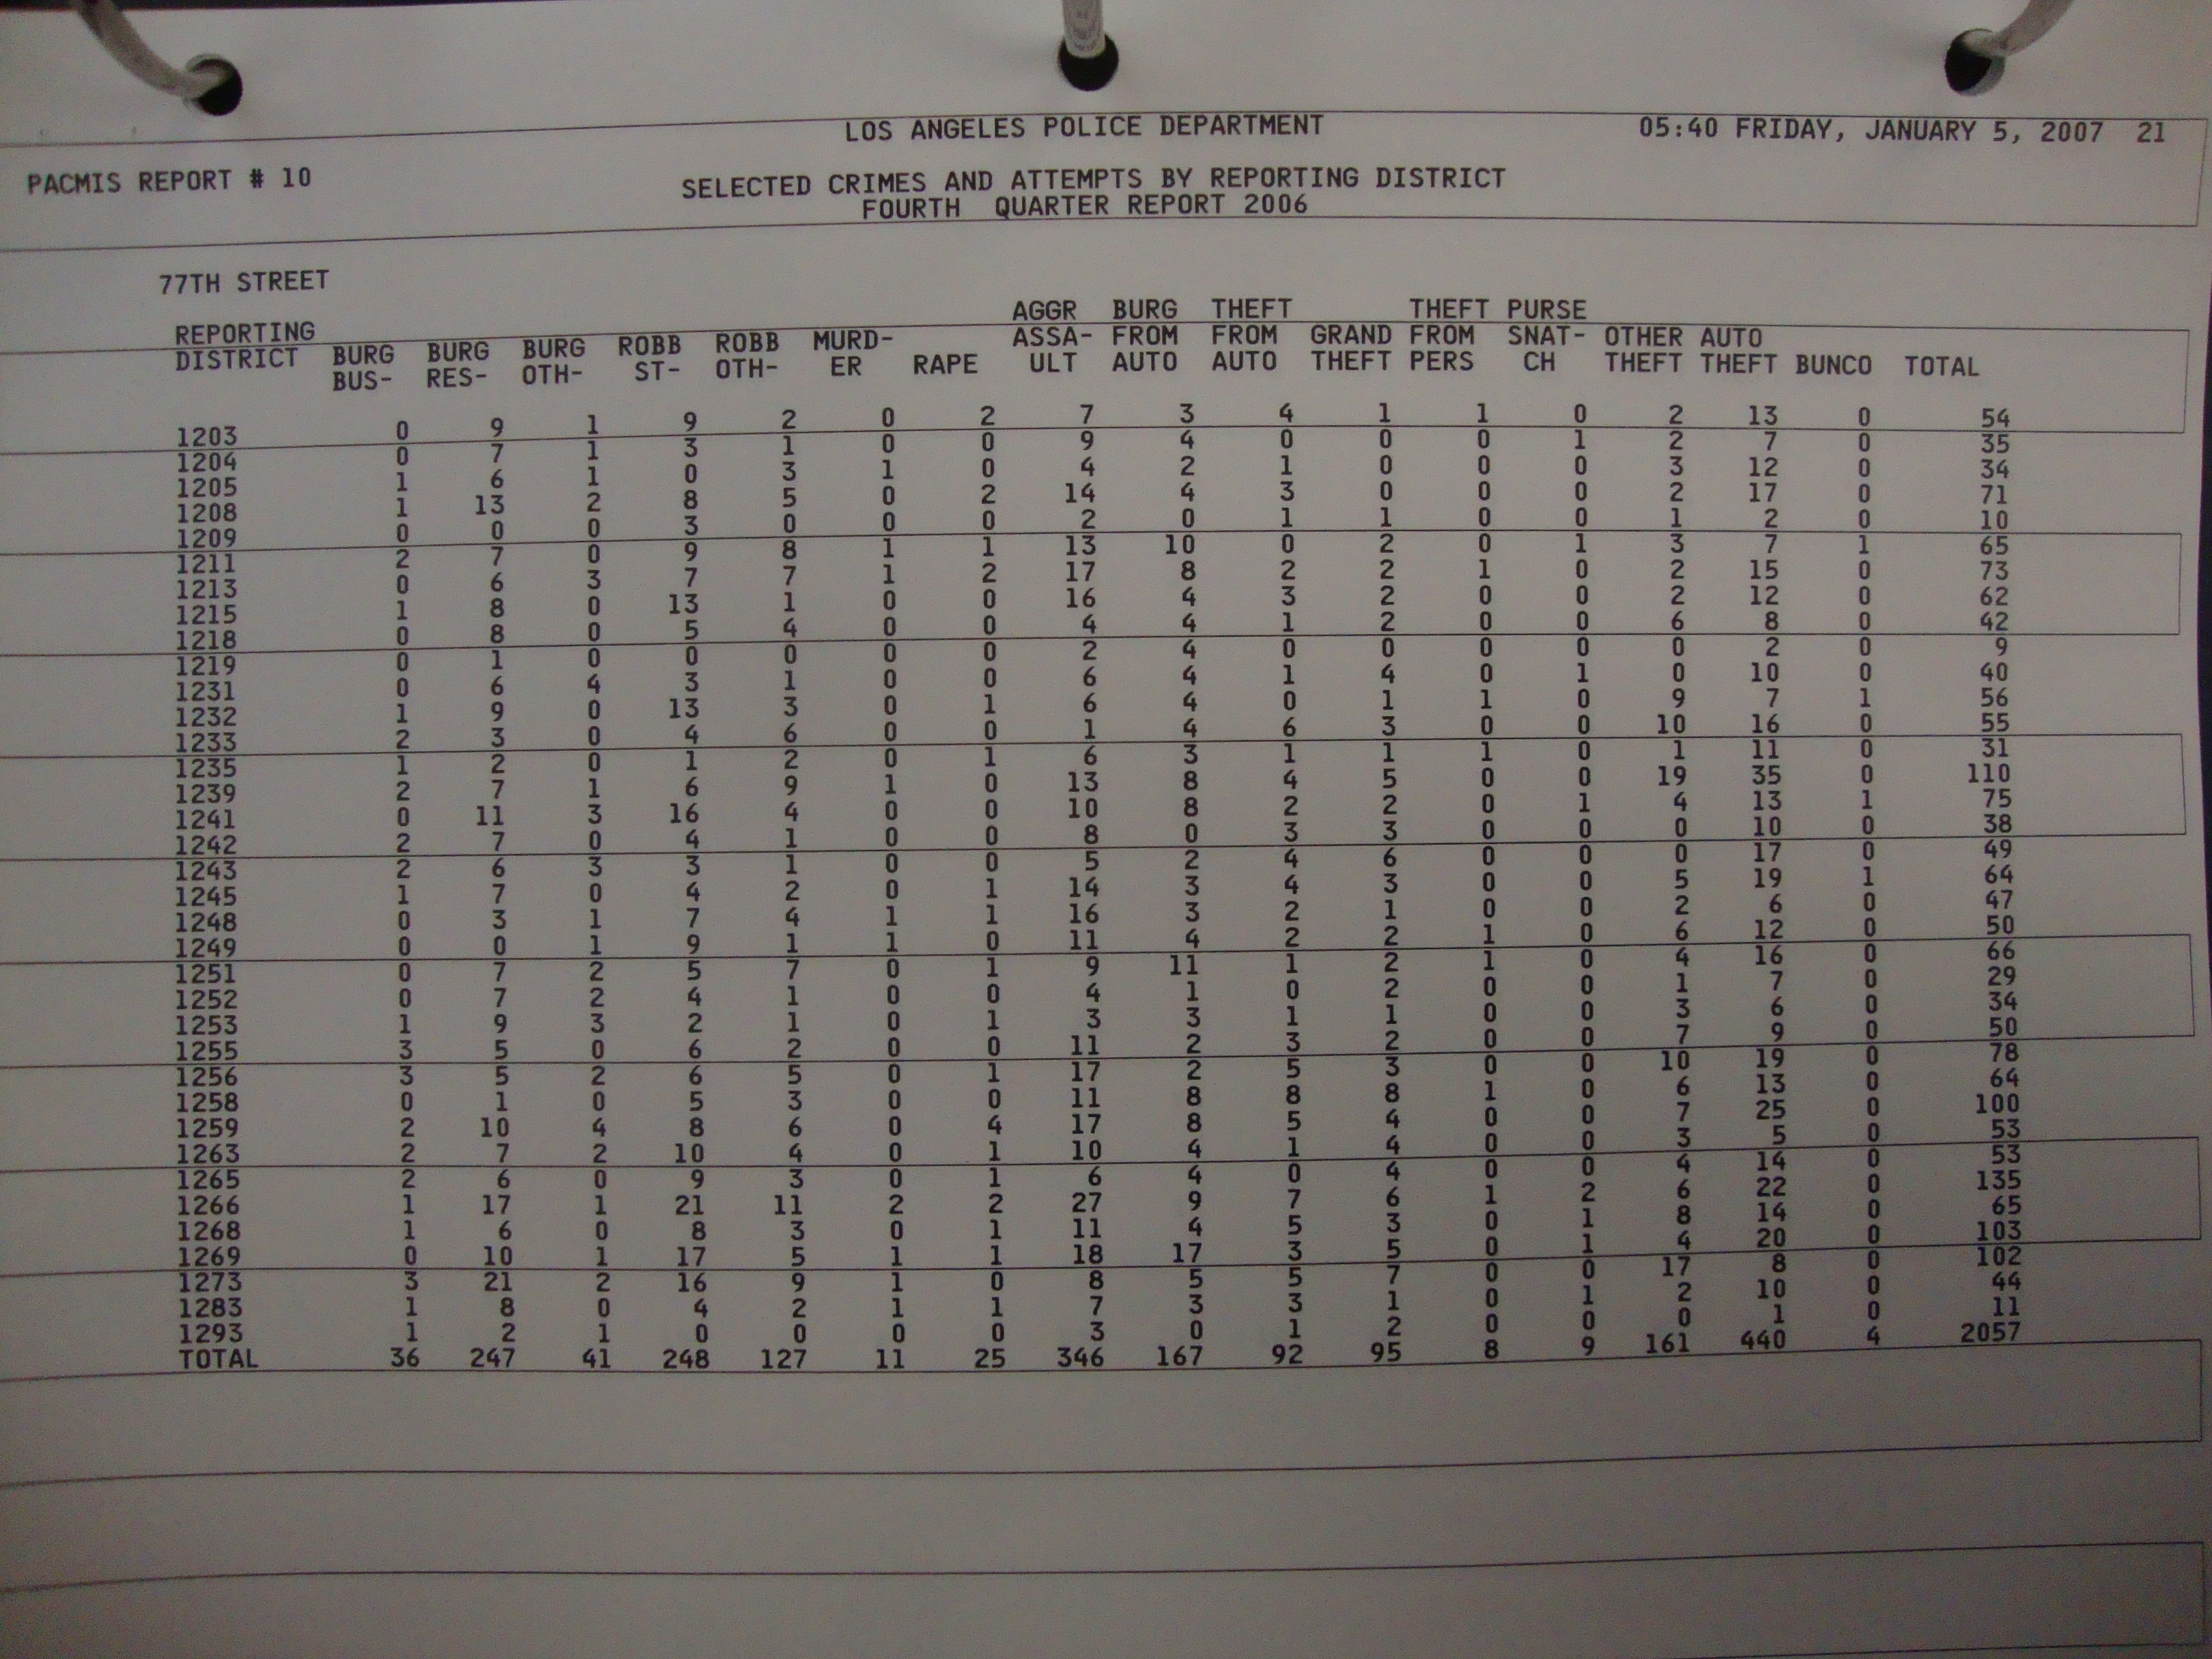 LOS ANGELES POLICE DEPARTMENT 05:40 FRIDAY, JANUARY 5, 2007 21
PACMIS REPORT # 10
SELECTED CRIMES AND ATTEMPTS BY REPORTING DISTRICT
FOURTH QUARTER REPORT 2006
77TH STREET
AGGR BURG THEFT THEFT PURSE
REPORTING BURG BURG BURG ROBB ROBB MURD- ASSA- FROM FROM GRAND FROM SNAT- OTHER AUTO
DISTRICT BUS- RES- OTH- ST- OTH- ER RAPE ULT AUTO AUTO THEFT PERS CH THEFT THEFT BUNCO TOTAL
1203 0 9 1 9 2 0 2 7 3 4 1 1 0 2 13 0 54
1204 0 7 1 3 1 0 0 9 4 0 0 0 1 2 7 0 35
1205 1 6 1 0 3 1 0 4 2 1 0 0 0 3 12 0 34
1208 1 13 2 8 5 0 2 14 4 3 0 0 0 2 17 0 71
1209 0 0 0 3 0 0 0 2 0 1 1 0 0 1 2 0 10
1211 2 7 0 9 8 1 1 13 10 0 2 0 1 3 7 1 65
1213 0 6 3 7 7 1 2 17 8 2 2 1 0 2 15 0 73
1215 1 8 0 13 1 0 0 16 4 3 2 0 0 2 12 0 62
1218 0 8 0 5 4 0 0 4 4 1 2 0 0 6 8 0 42
1219 0 1 0 0 0 0 0 2 4 0 0 0 0 0 2 0 9
1231 0 6 4 3 1 0 0 6 4 1 4 0 1 0 10 0 40
1232 1 9 0 13 3 0 1 6 4 0 1 1 0 9 7 1 56
1233 2 3 0 4 6 0 0 1 4 6 3 0 0 10 16 0 55
1235 1 2 0 1 2 0 1 6 3 1 1 1 0 1 11 0 31
1239 2 7 1 6 9 1 0 13 8 4 5 0 0 19 35 0 110
1241 0 11 3 16 4 0 0 10 8 2 2 0 1 4 13 1 75
1242 2 7 0 4 1 0 0 8 0 3 3 0 0 0 10 0 38
1243 2 6 3 3 1 0 0 5 2 4 6 0 0 0 17 0 49
1245 1 7 0 4 2 0 1 14 3 4 3 0 0 5 19 1 64
1248 0 3 1 7 4 1 1 16 3 2 1 0 0 2 6 0 47
1249 0 0 1 9 1 1 0 11 4 2 2 1 0 6 12 0 50
1251 0 7 2 5 7 0 1 9 11 1 2 1 0 4 16 0 66
1252 0 7 2 4 1 0 0 4 1 0 2 0 0 1 7 0 29
1253 1 9 3 2 1 0 1 3 3 1 1 0 0 3 6 0 34
1255 3 5 0 6 2 0 0 11 2 3 2 0 0 7 9 0 50
1256 3 5 2 6 5 0 1 17 2 5 3 0 0 10 19 0 78
1258 0 1 0 5 3 0 0 11 8 8 8 1 0 6 13 0 64
1259 2 10 4 8 6 0 4 17 8 5 4 0 0 7 25 0 100
1263 2 7 2 10 4 0 1 10 4 1 4 0 0 3 5 0 53
1265 2 6 0 9 3 0 1 6 4 0 4 0 0 4 14 0 53
1266 1 17 1 21 11 2 2 27 9 7 6 1 2 6 22 0 135
1268 1 6 0 8 3 0 1 11 4 5 3 0 1 8 14 0 65
1269 0 10 1 17 5 1 1 18 17 3 5 0 1 4 20 0 103
1273 3 21 2 16 9 1 0 8 5 5 7 0 0 17 8 0 102
1283 1 8 0 4 2 1 1 7 3 3 1 0 1 2 10 0 44
1293 1 2 1 0 0 0 0 3 0 1 2 0 0 0 1 0 11
TOTAL 36 247 41 248 127 11 25 346 167 92 95 8 9 161 440 4 2057